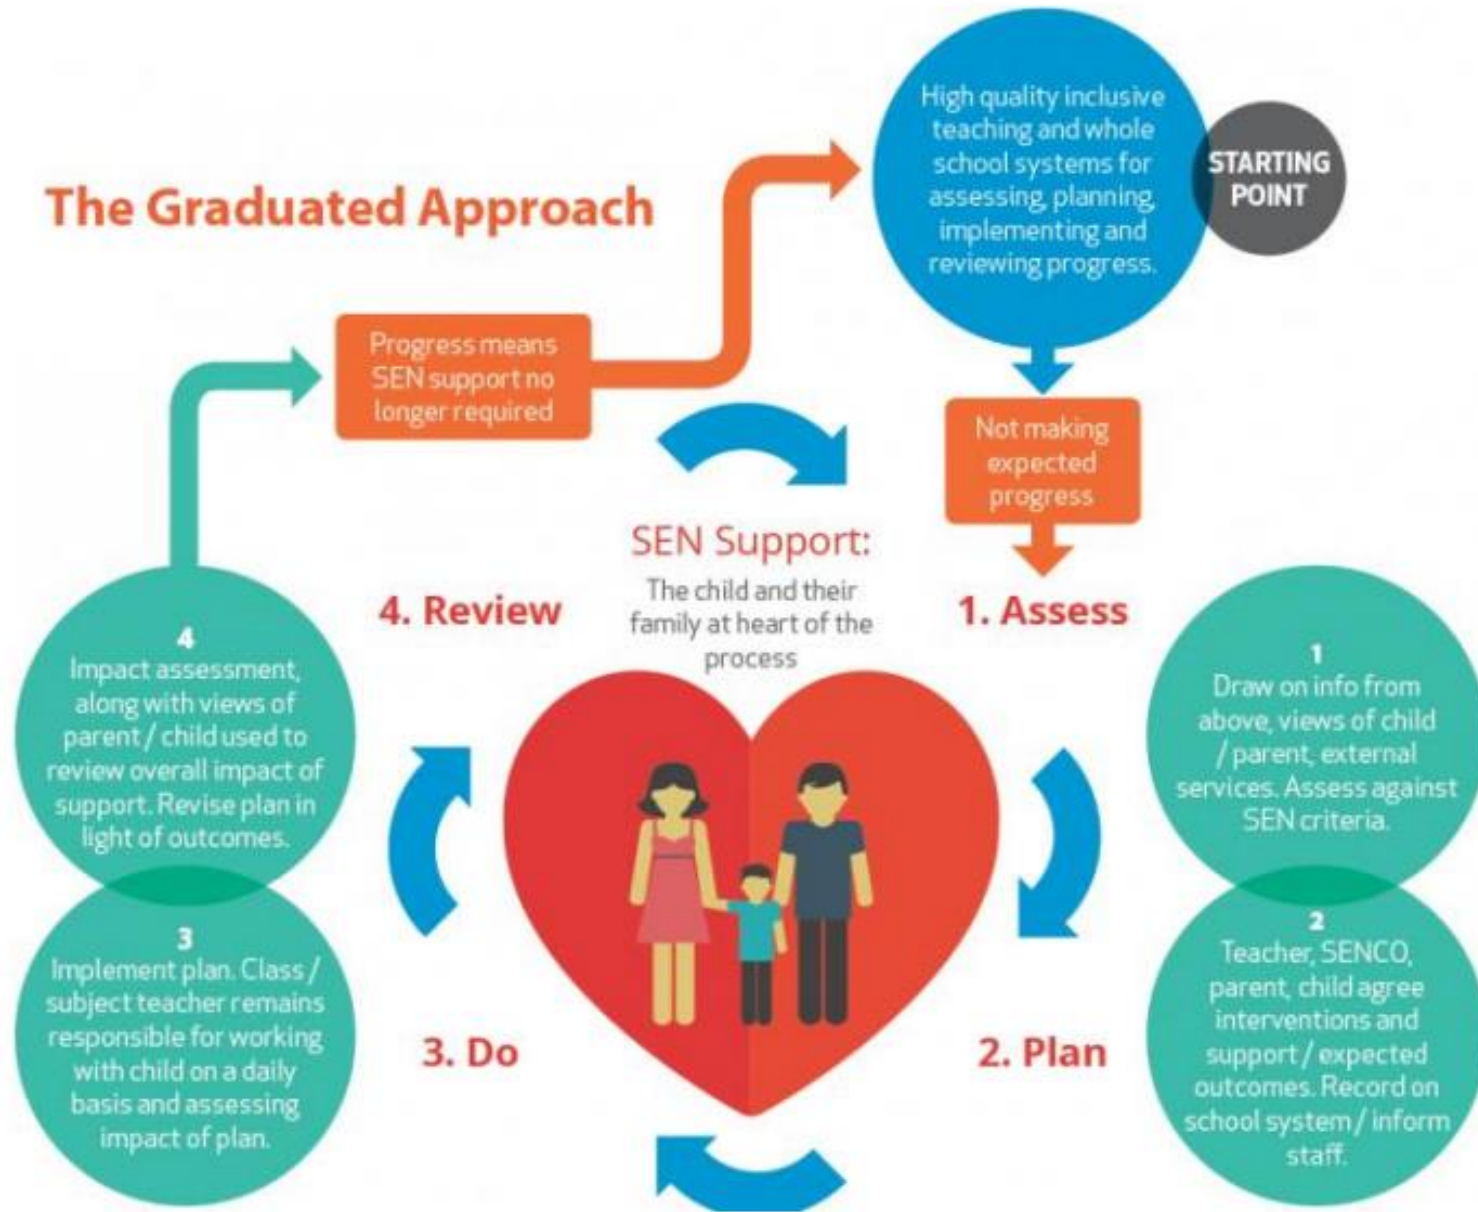 The Graduated Approach
High quality inclusive
teaching and whole
school systems for
assessing, planning,
implementing and
reviewing progress.
STARTING
POINT
Progress means
SEN support no
longer required
Not making
expected
progress
SEN Support:
The child and their
family at heart of the
process
4. Review
1. Assess
4
Impact assessment,
along with views of
parent / child used to
review overall impact of
support. Revise plan in
light of outcomes.
1
Draw on info from
above, views of child
/ parent, external
services. Assess against
SEN criteria.
3
Implement plan. Class /
subject teacher remains
responsible for working
with child on a daily
basis and assessing
impact of plan.
3. Do
2. Plan
2
Teacher, SENCO,
parent, child agree
interventions and
support / expected
outcomes. Record on
school system / inform
staff.